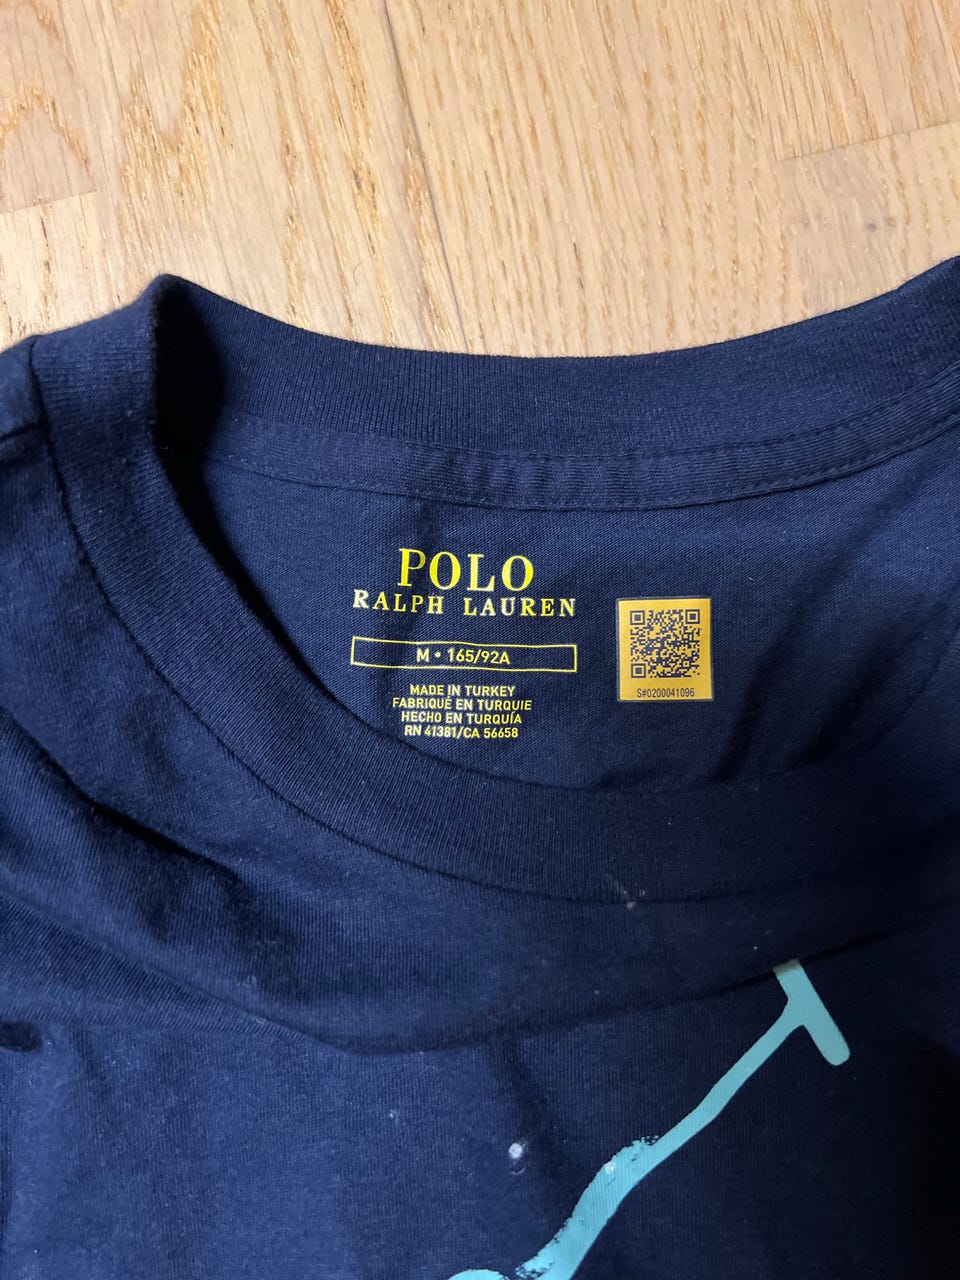 POLO
RALPH LAUREN
M • 165/92A
MADE IN TURKEY
FABRIQUÉ EN TURQUIE
HECHO EN TURQUÍA
RN 41381/CA 56658
S#0200041096